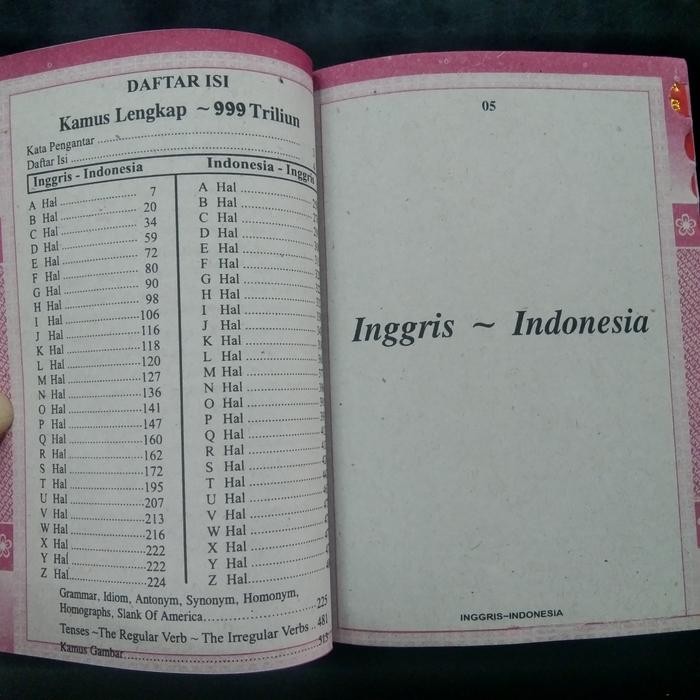 DAFTAR ISI
Kamus Lengkap ~ 999 Triliun
Kata Pengantar
Daftar Isi
Inggris - Indonesia
A Hal 7
B Hal 20
C Hal 34
D Hal 59
E Hal 72
F Hal 80
G Hal 90
H Hal 98
I Hal 106
J Hal 116
K Hal 118
L Hal 120
M Hal 127
N Hal 136
O Hal 141
P Hal 147
Q Hal 160
R Hal 162
S Hal 172
T Hal 195
U Hal 207
V Hal 213
W Hal 216
X Hal 222
Y Hal 222
Z Hal 224
Indonesia - Inggris
A Hal
B Hal
C Hal
D Hal
E Hal
F Hal
G Hal
H Hal
I Hal
J Hal
K Hal
L Hal
M Hal
N Hal
O Hal
P Hal
Q Hal
R Hal
S Hal
T Hal
U Hal
V Hal
W Hal
X Hal
Y Hal
Z Hal
Grammar, Idiom, Antonym, Synonym, Homonym,
Homographs, Slank Of America 225
Tenses ~The Regular Verb ~ The Irregular Verbs 481
Kamus Gambar 513
05
Inggris ~ Indonesia
INGGRIS–INDONESIA